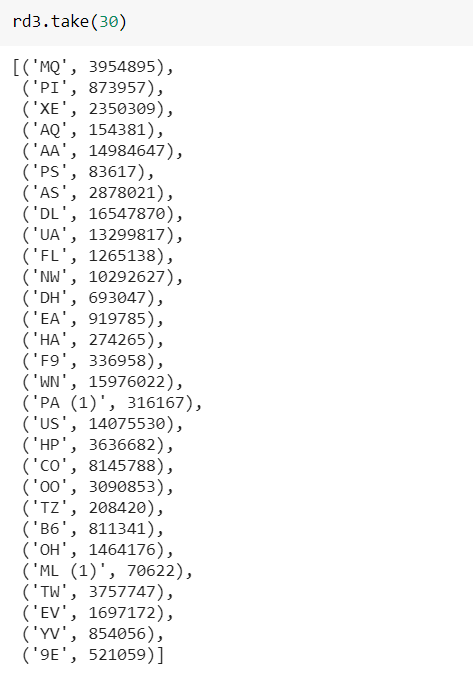 rd3.take(30)
[('MQ', 3954895),
('PI', 873957),
('XE', 2350309),
('AQ', 154381),
('AA', 14984647),
('PS', 83617),
('AS', 2878021),
('DL', 16547870),
('UA', 13299817),
('FL', 1265138),
('NW', 10292627),
('DH', 693047),
('EA', 919785),
('HA', 274265),
('F9', 336958),
('WN', 15976022),
('PA (1)', 316167),
('US', 14075530),
('HP', 3636682),
('CO', 8145788),
('OO', 3090853),
('TZ', 208420),
('B6', 811341),
('OH', 1464176),
('ML (1)', 70622),
('TW', 3757747),
('EV', 1697172),
('YV', 854056),
('9E', 521059)]